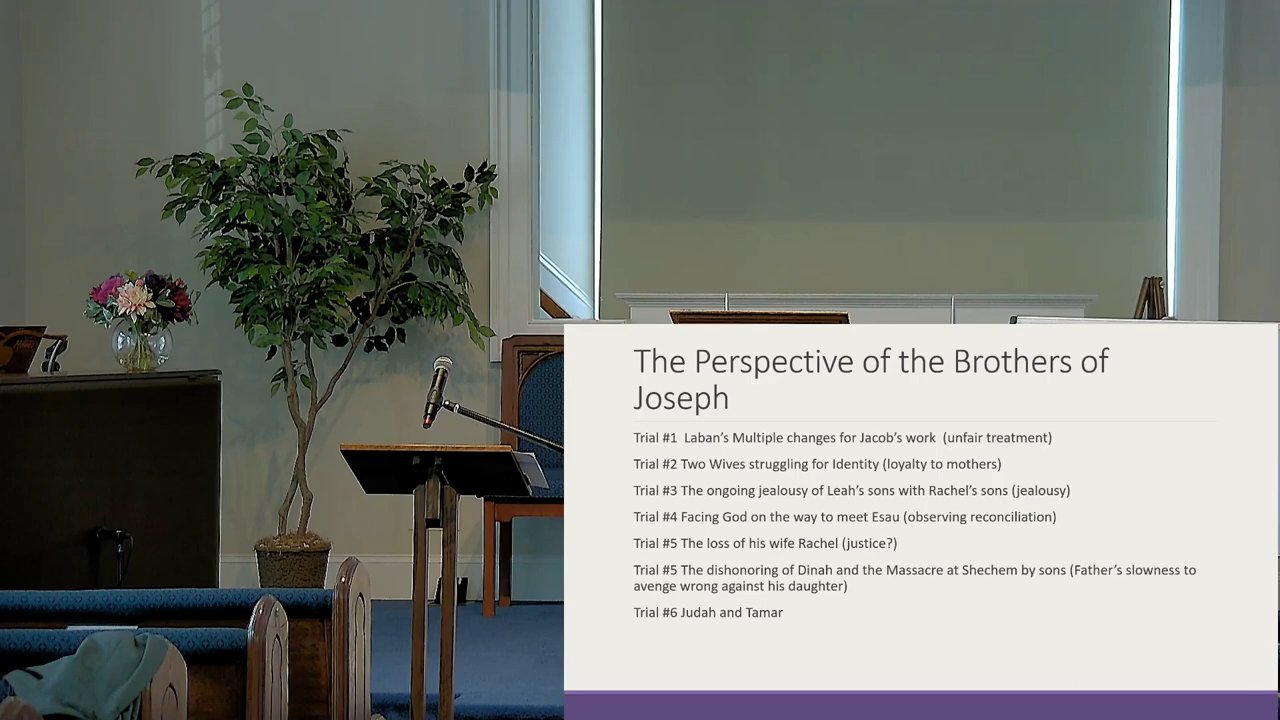 The Perspective of the Brothers of
Joseph
Trial #1  Laban's Multiple changes for Jacob's work  (unfair treatment)
Trial #2 Two Wives struggling for Identity (loyalty to mothers)
Trial #3 The ongoing jealousy of Leah's sons with Rachel's sons (jealousy)
Trial #4 Facing God on the way to meet Esau (observing reconciliation)
Trial #5 The loss of his wife Rachel (justice?)
Trial #5 The dishonoring of Dinah and the Massacre at Shechem by sons (Father's slowness to
avenge wrong against his daughter)
Trial #6 Judah and Tamar